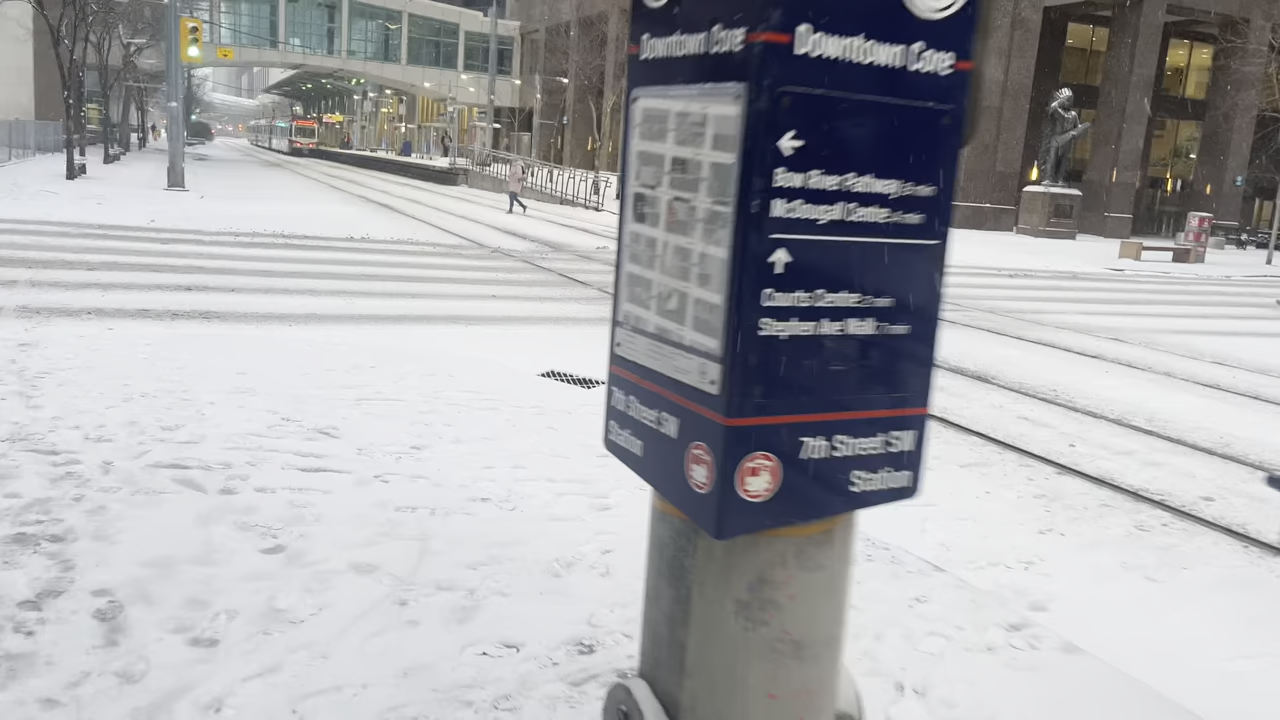 Downtown Core
Downtown Core
Bow River Pathway
McDougall Centre
Courts Centre
Stephen Ave Walk
7th Street SW
Station
7th Street SW
Station